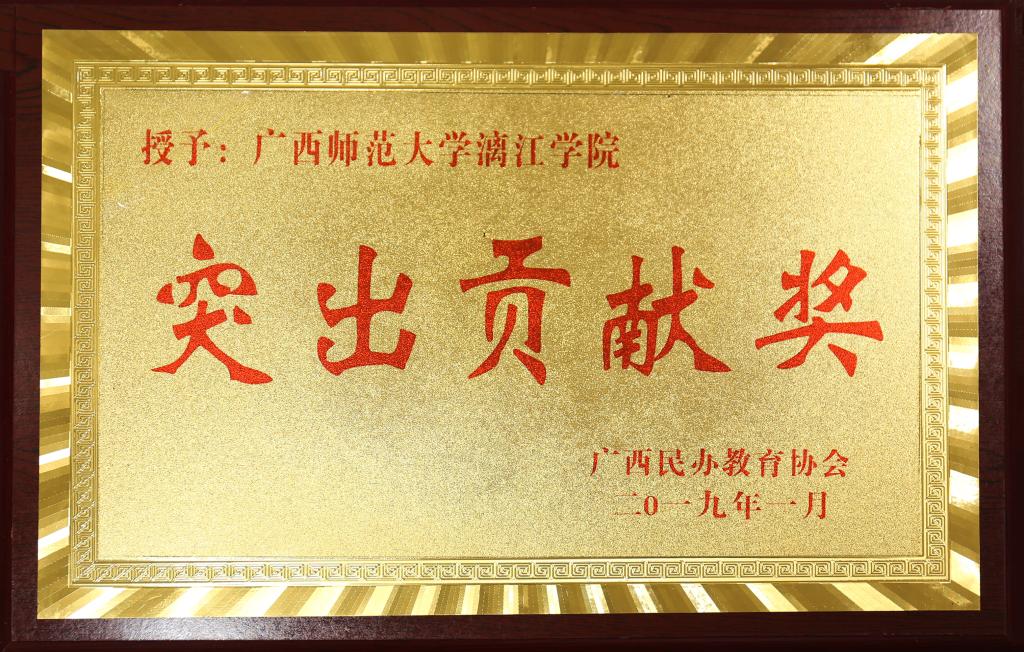 授予：广西师范大学漓江学院
突出贡献奖
广西民办教育协会
二0一九年一月